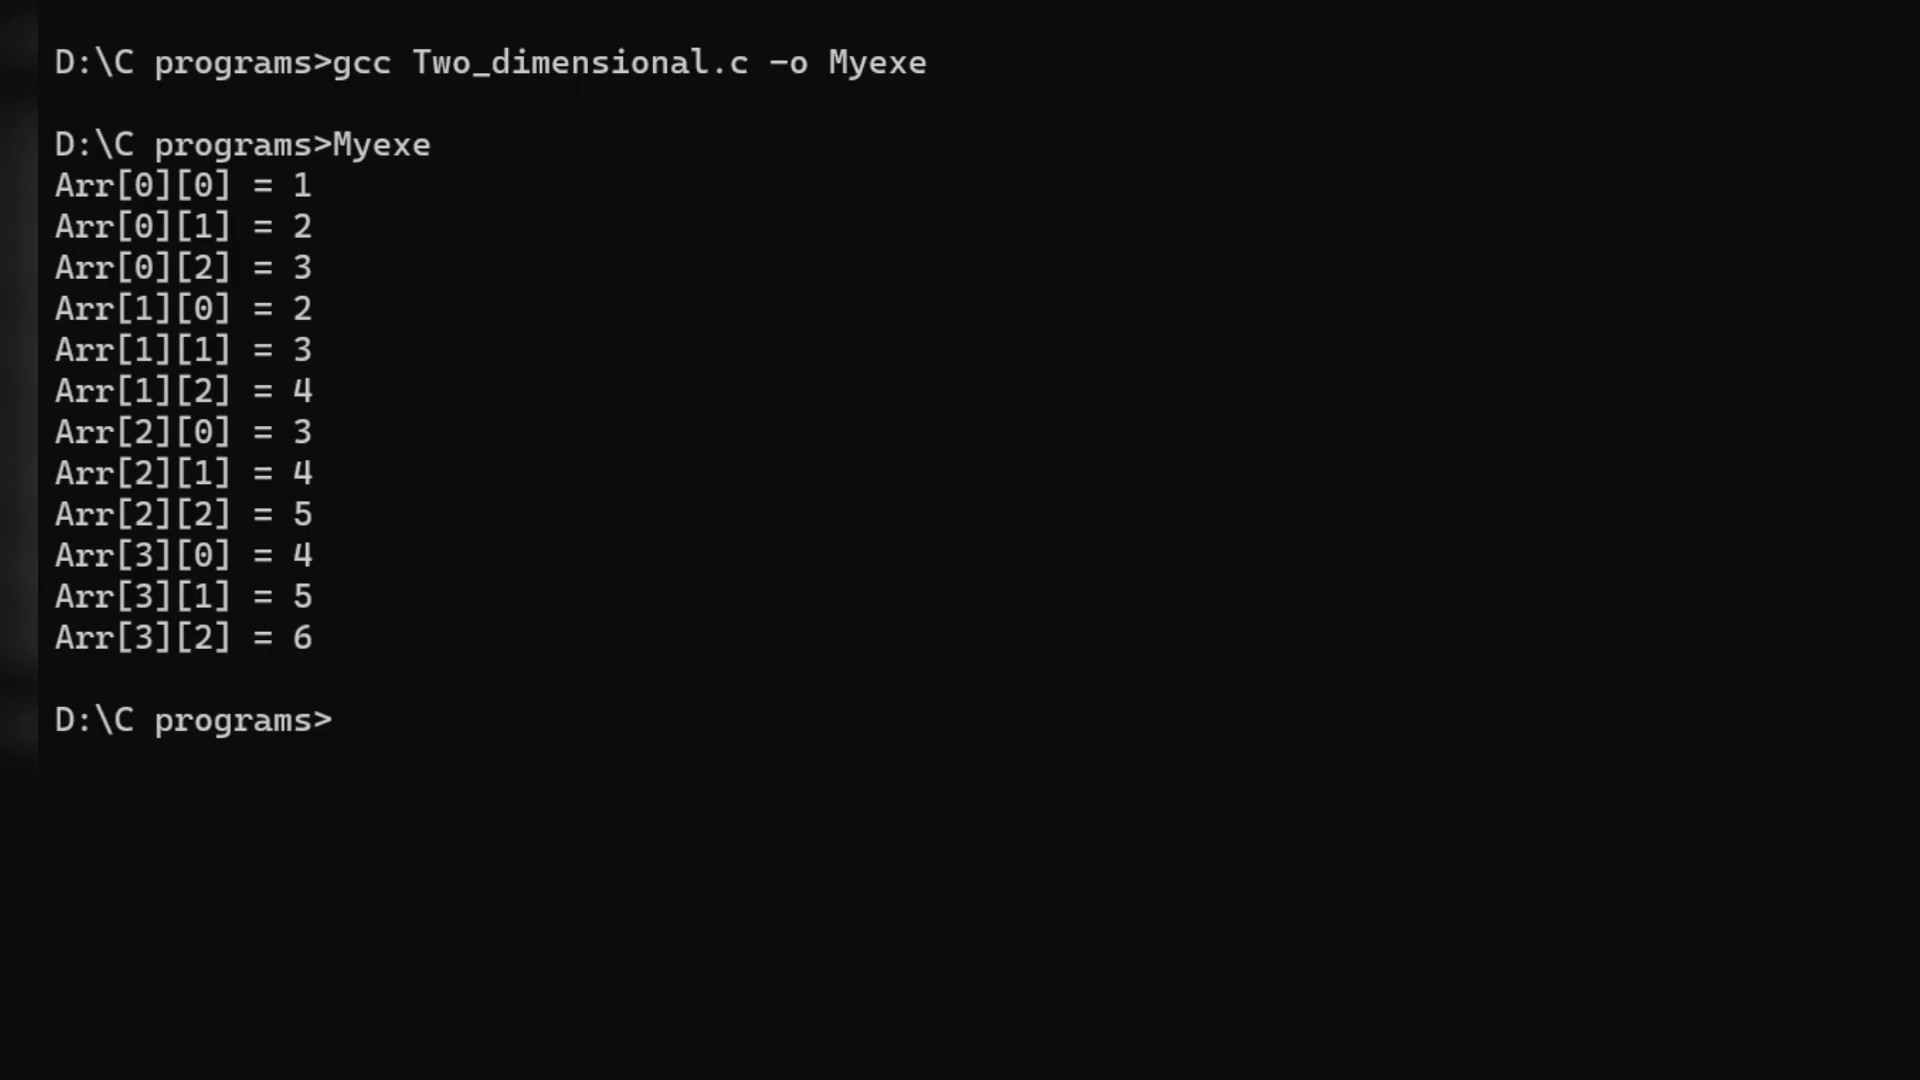 D:\C programs>gcc Two_dimensional.c -o Myexe
D:\C programs>Myexe
Arr[0][0] = 1
Arr[0][1] = 2
Arr[0][2] = 3
Arr[1][0] = 2
Arr[1][1] = 3
Arr[1][2] = 4
Arr[2][0] = 3
Arr[2][1] = 4
Arr[2][2] = 5
Arr[3][0] = 4
Arr[3][1] = 5
Arr[3][2] = 6
D:\C programs>